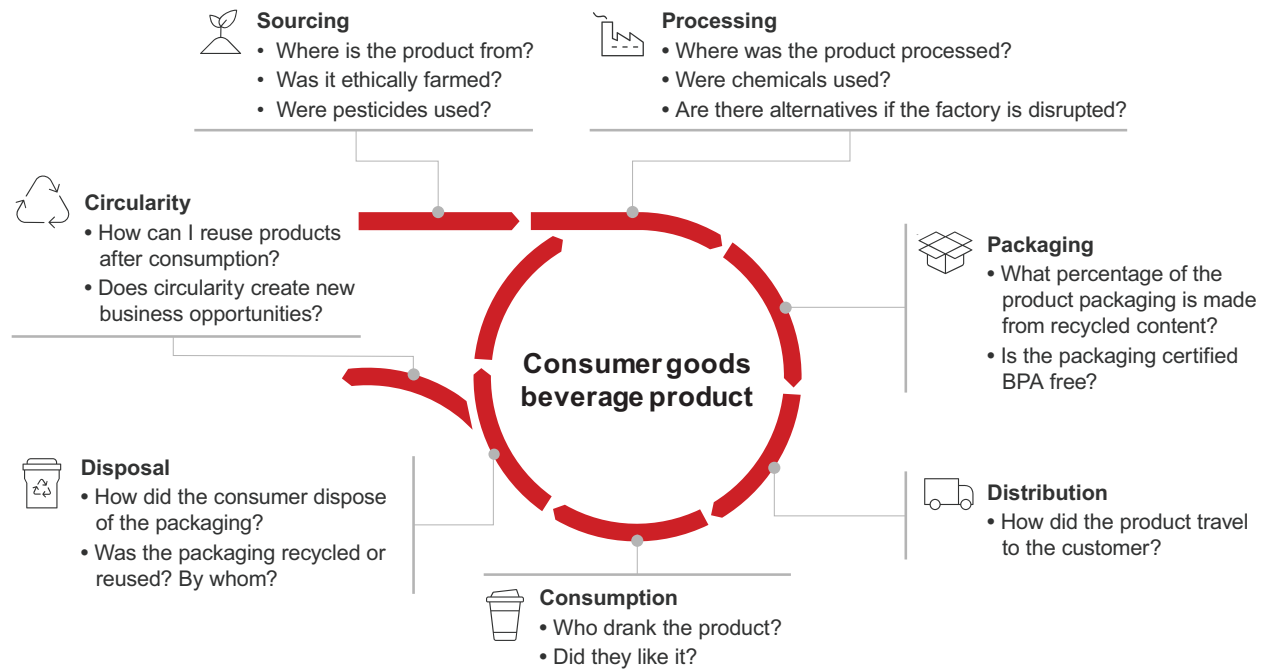 Sourcing
• Where is the product from?
• Was it ethically farmed?
• Were pesticides used?
Processing
• Where was the product processed?
• Were chemicals used?
• Are there alternatives if the factory is disrupted?
Circularity
• How can I reuse products
after consumption?
• Does circularity create new
business opportunities?
Packaging
• What percentage of the
product packaging is made
from recycled content?
• Is the packaging certified
BPA free?
Consumer goods
beverage product
Disposal
• How did the consumer dispose
of the packaging?
• Was the packaging recycled or
reused? By whom?
Distribution
• How did the product travel
to the customer?
Consumption
• Who drank the product?
• Did they like it?